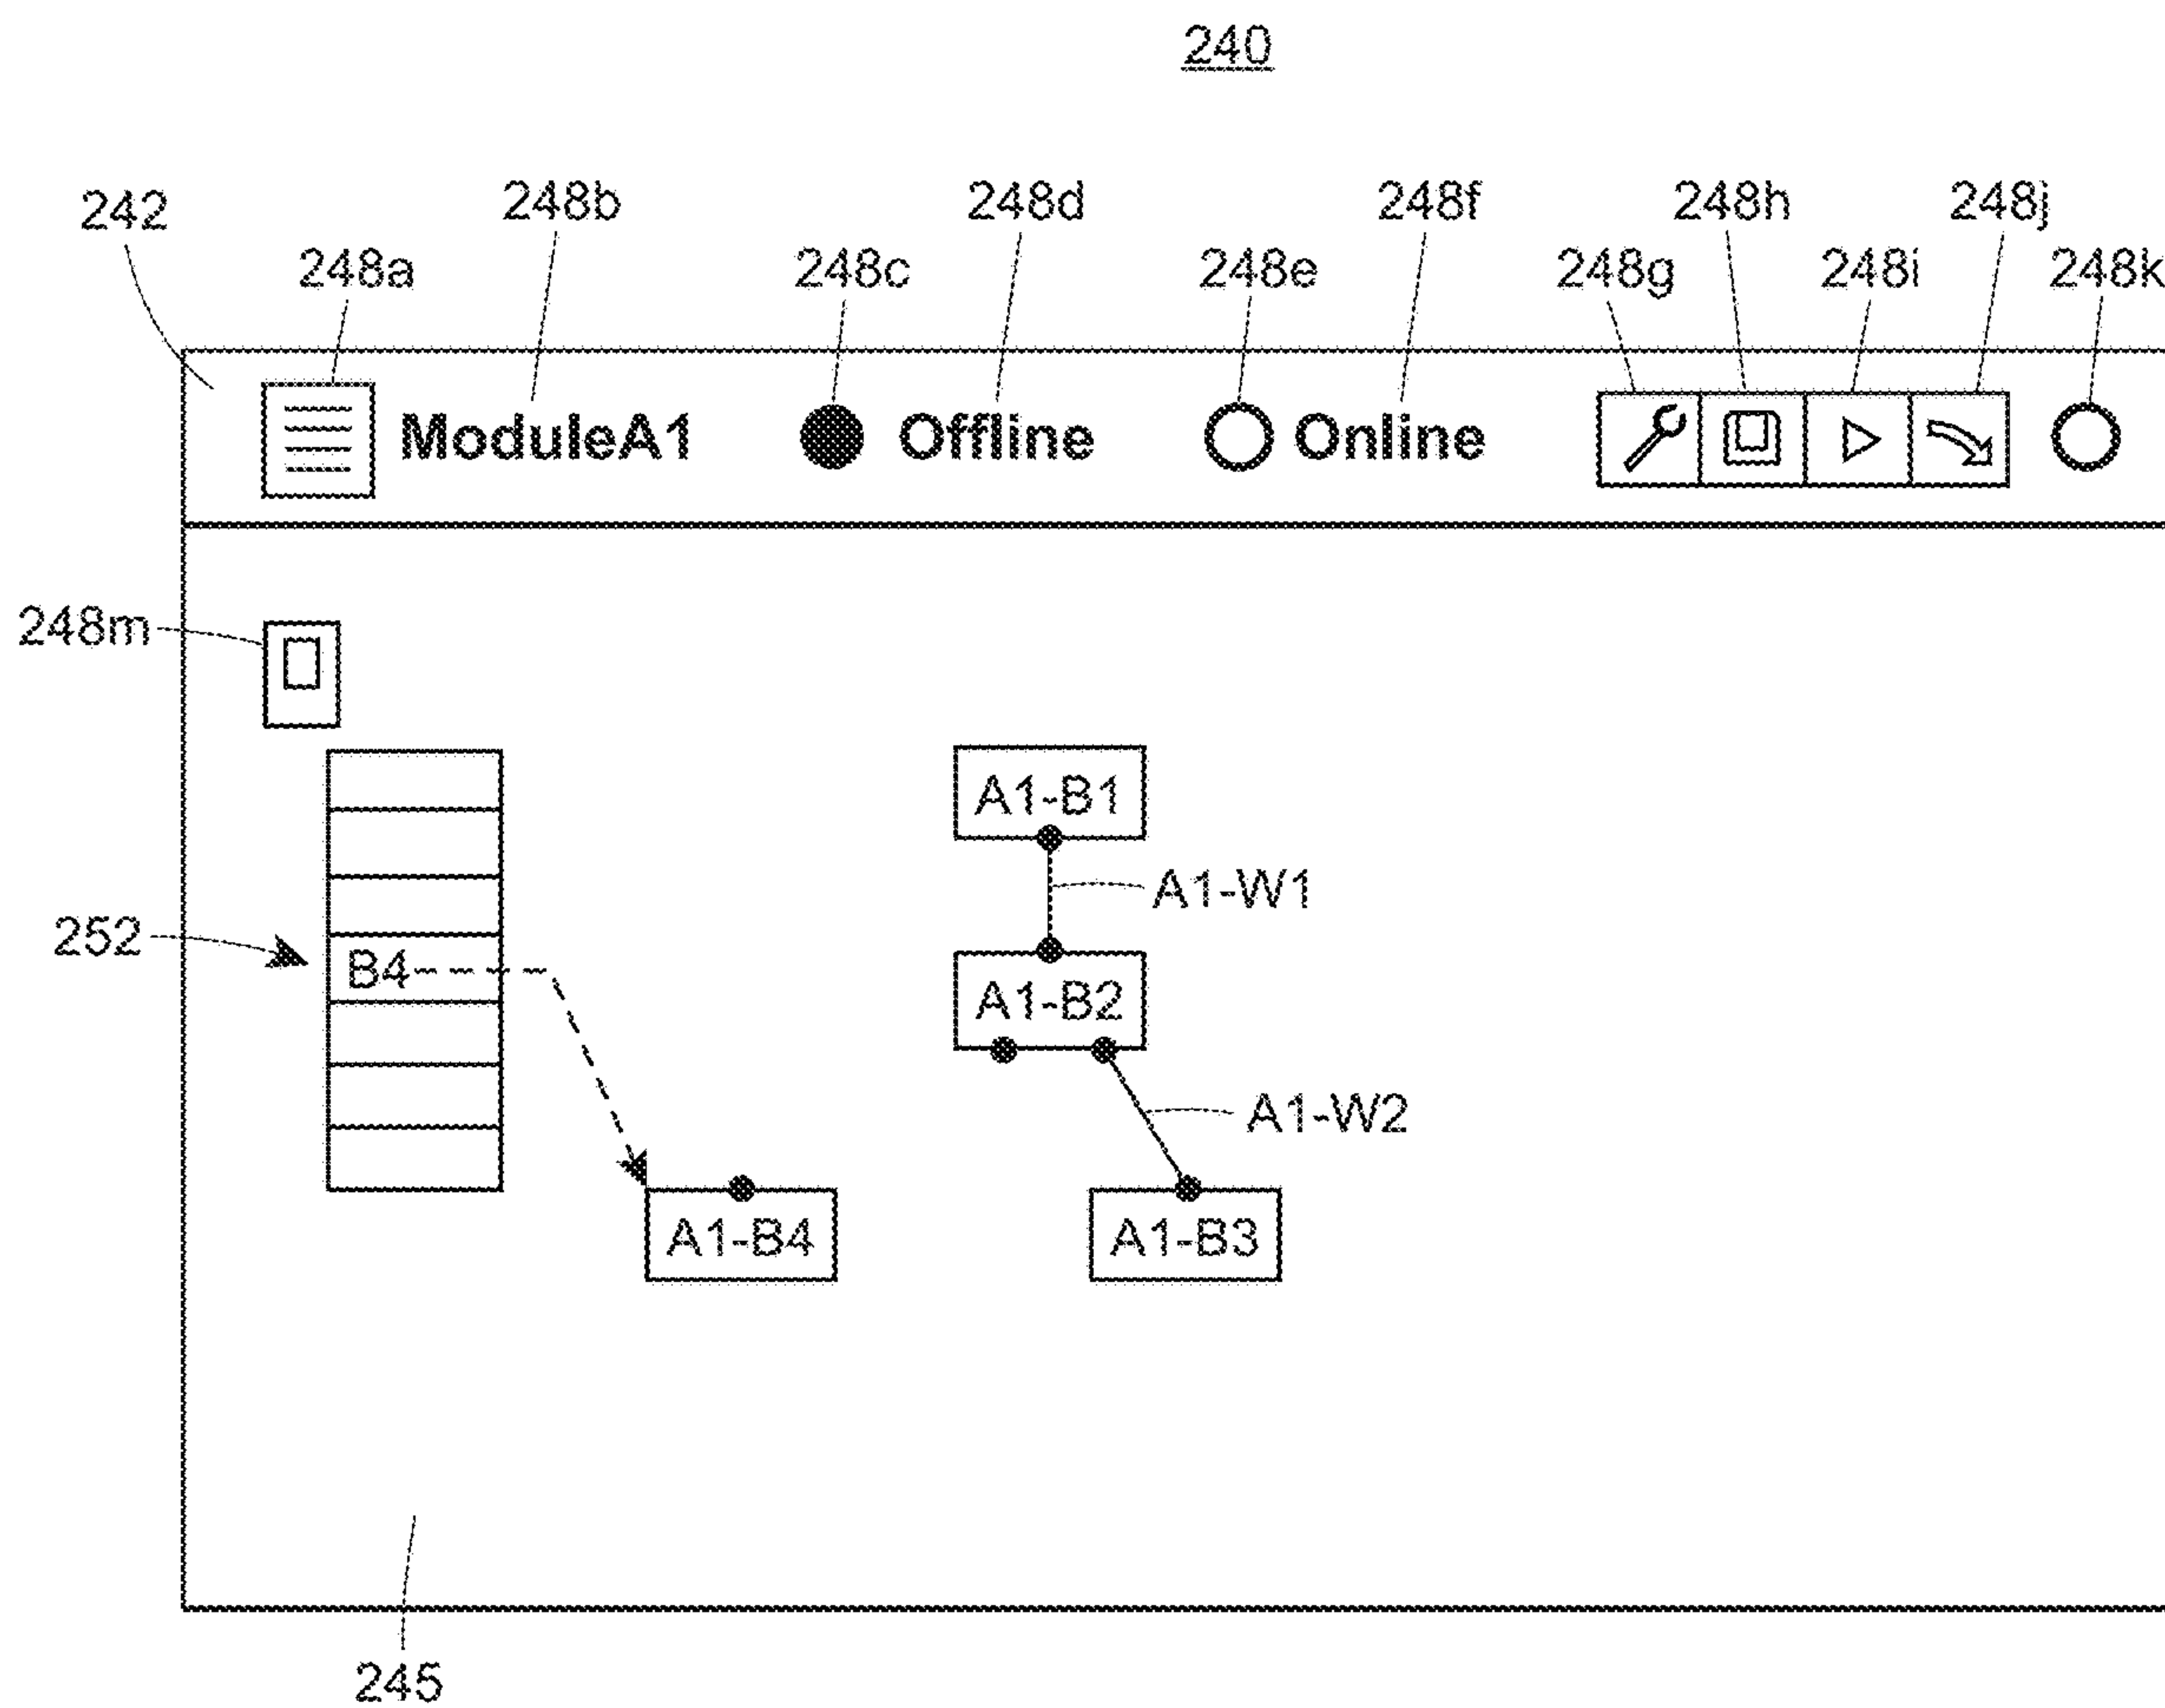 240
242 248b 248d 248f 248h 248j
248a 248c 248e 248g 248i 248k
ModuleA1 Offline Online
248m
A1-B1
A1-W1
252
B4
A1-B2
A1-W2
A1-B4 A1-B3
245